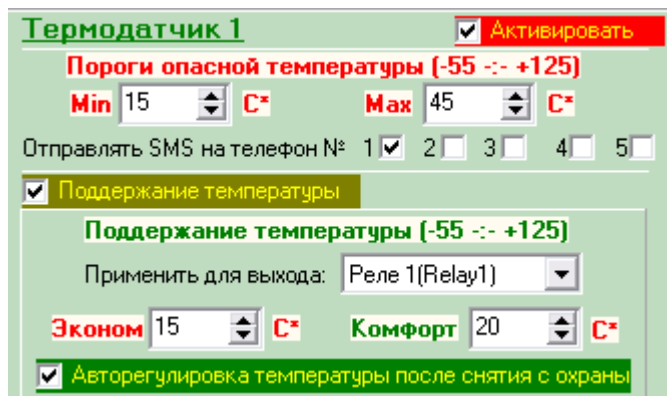 Термодатчик 1 Активировать
Пороги опасной температуры (-55 -:- +125)
Min 15 C* Max 45 C*
Отправлять SMS на телефон № 1 2 3 4 5
Поддержание температуры
Поддержание температуры (-55 -:- +125)
Применить для выхода: Реле 1(Relay1)
Эконом 15 C* Комфорт 20 C*
Авторегулировка температуры после снятия с охраны